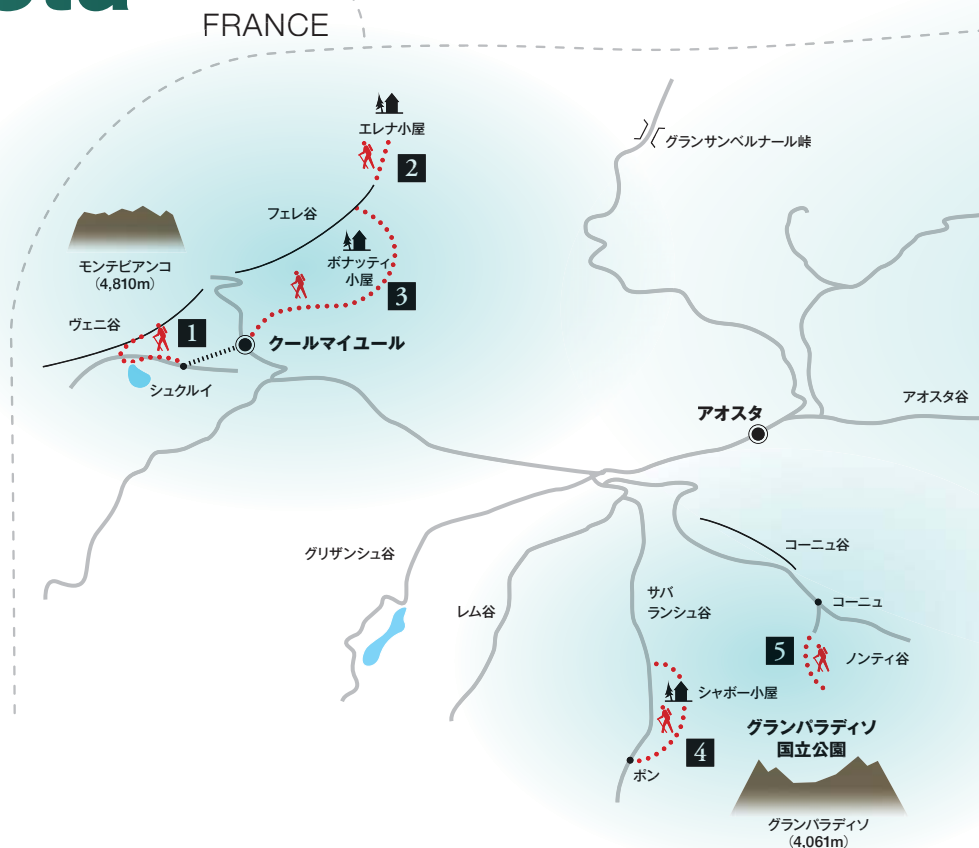 FRANCE
エレナ小屋
2
グランサンベルナール峠
フェレ谷
モンテビアンコ
(4,810m)
ボナッティ
小屋
3
ヴェニ谷
1
クールマイユール
シュクルイ
アオスタ
アオスタ谷
グリザンシュ谷
コーニュ谷
レム谷
サバ
ランシュ谷
コーニュ
5
ノンティ谷
シャボー小屋
グランパラディソ
国立公園
4
ポン
グランパラディソ
(4,061m)